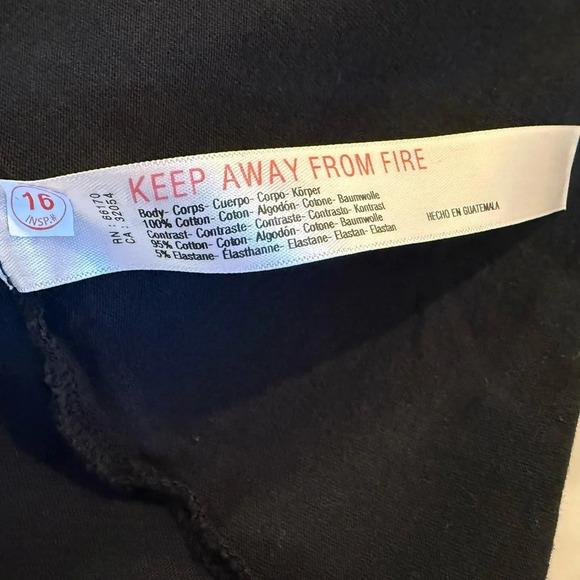 16
INSP.®
RN : 66170
CA : 32054
KEEP AWAY FROM FIRE
Body- Corps- Cuerpo- Corpo- Körper
100% Cotton- Coton- Algodón- Cotone- Baumwolle
Contrast- Contraste- Contraste- Contrasto- Kontrast
95% Cotton- Coton- Algodón- Cotone- Baumwolle
5% Elastane- Élasthanne- Elastane- Elastan- Elastan
HECHO EN GUATEMALA